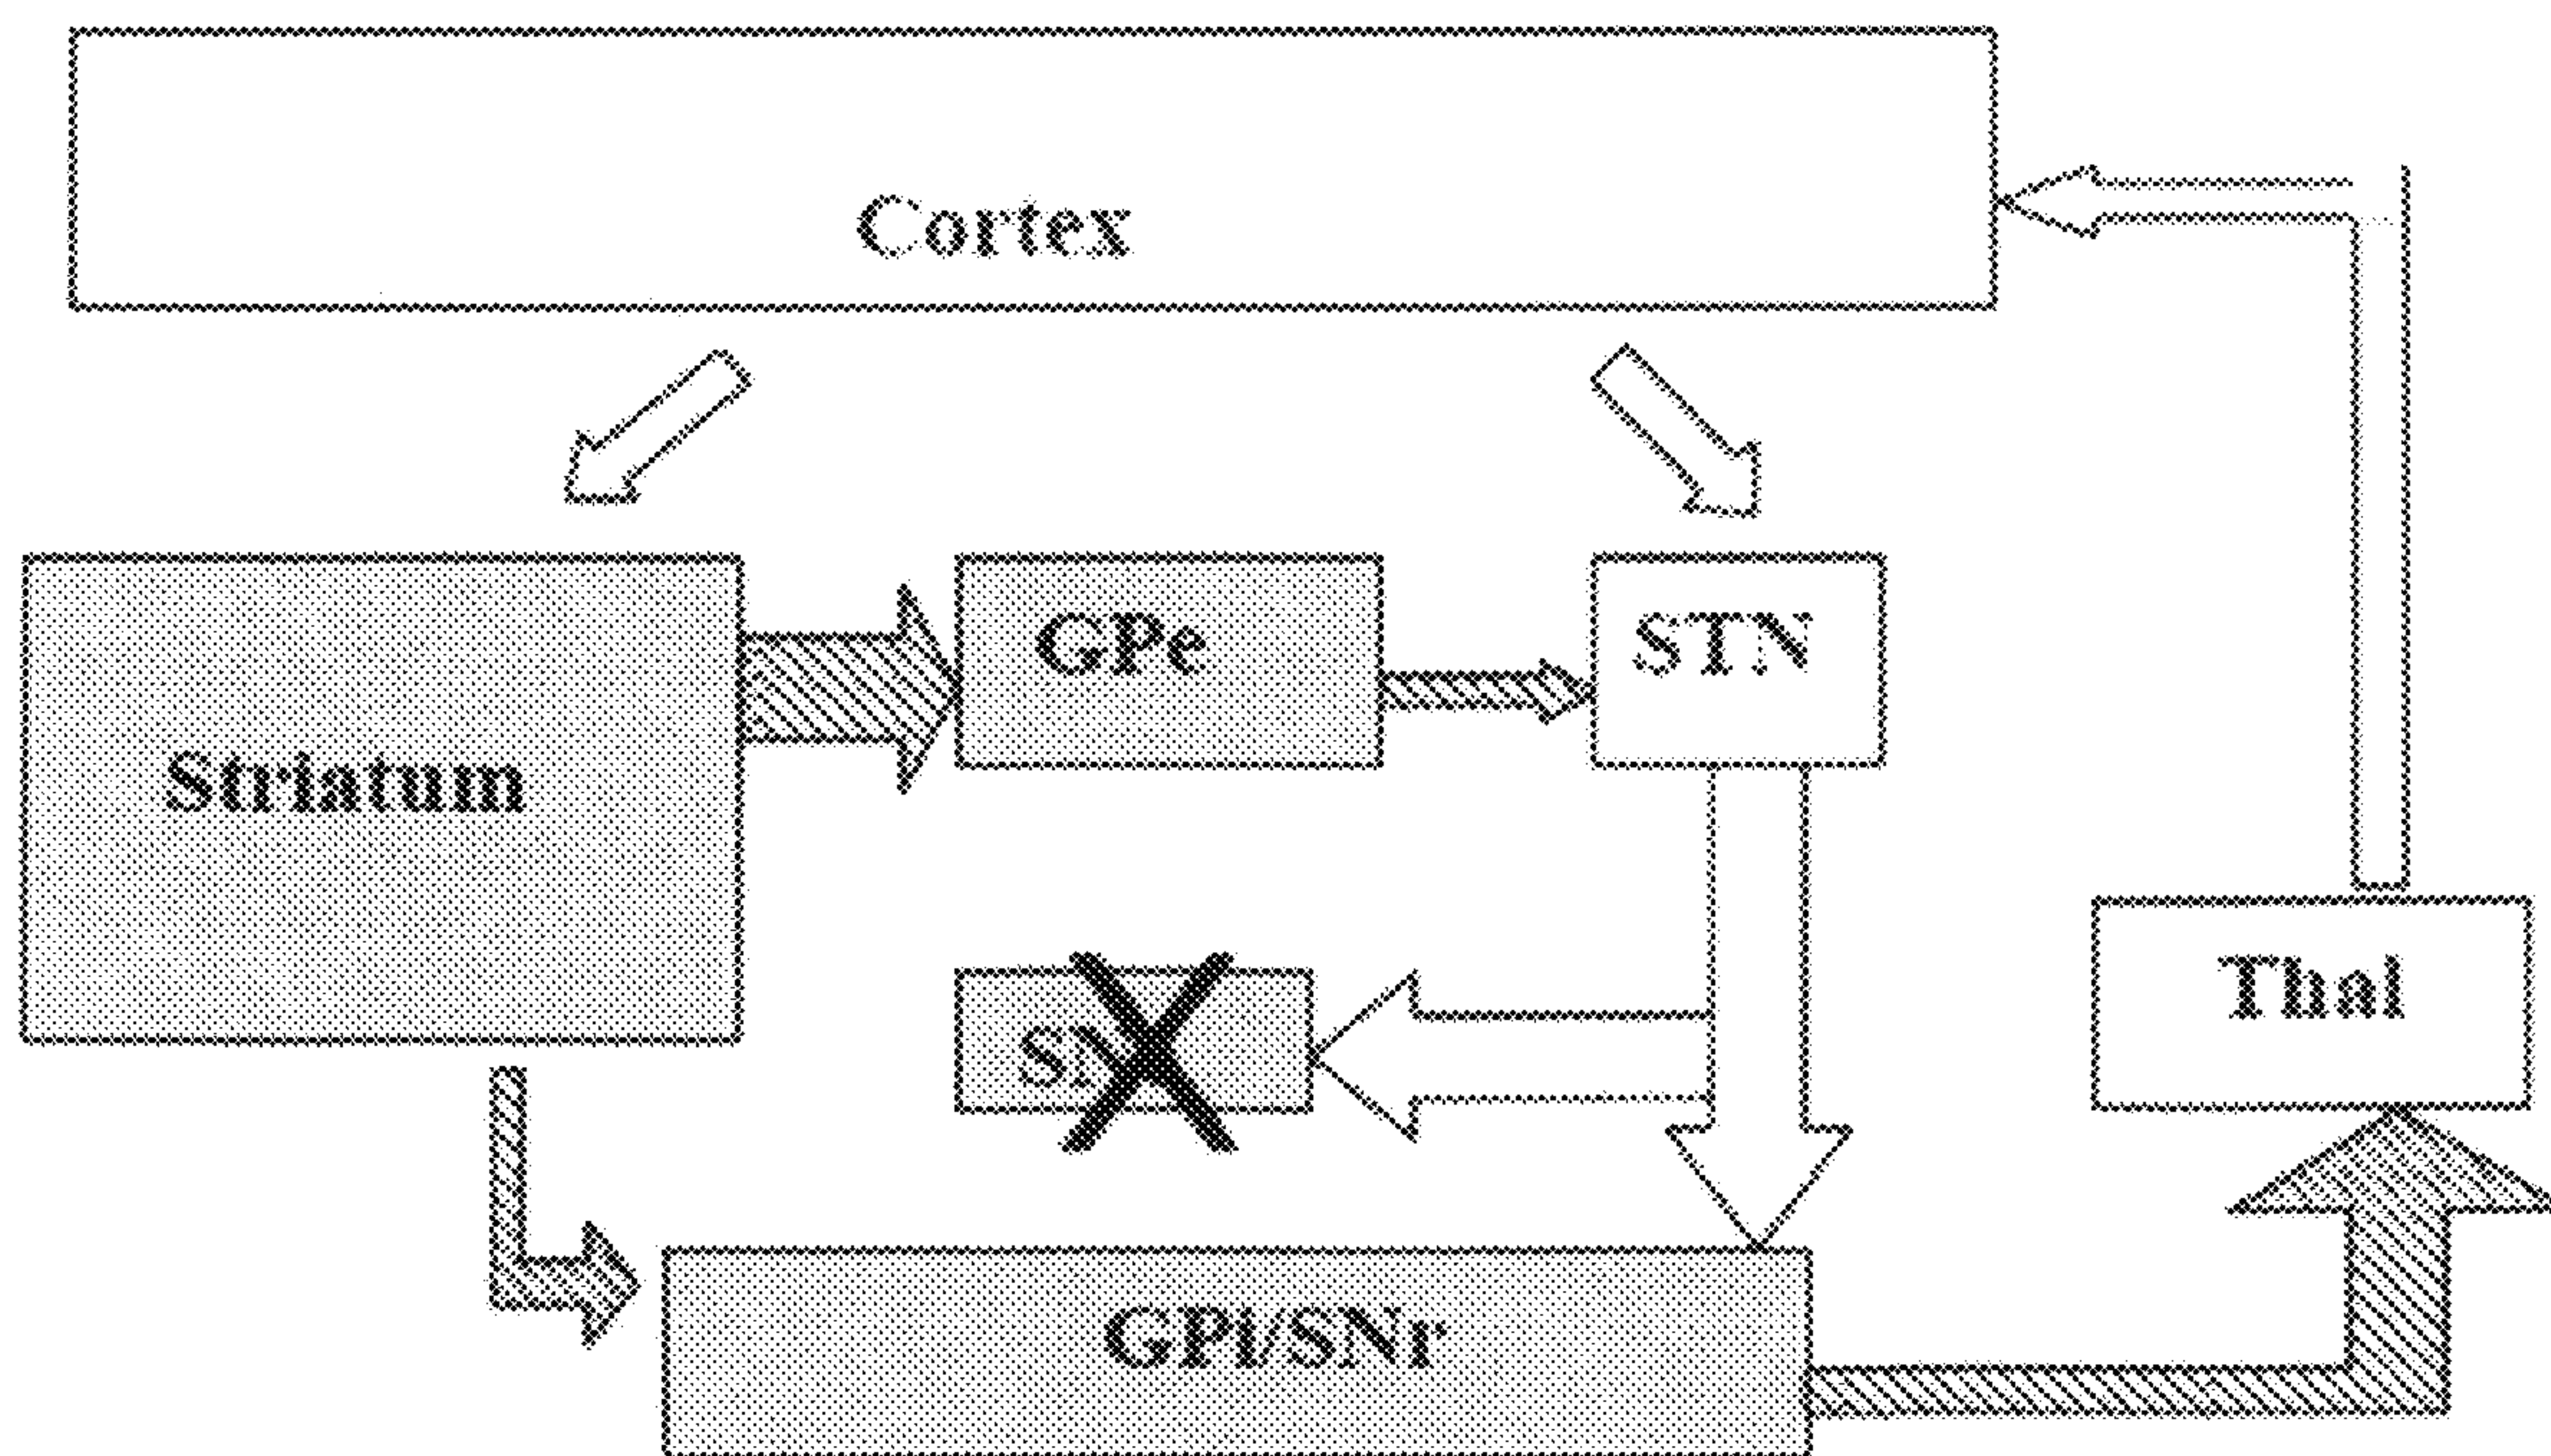 Cortex
GPe
STN
Striatum
Thal
GPi/SNr